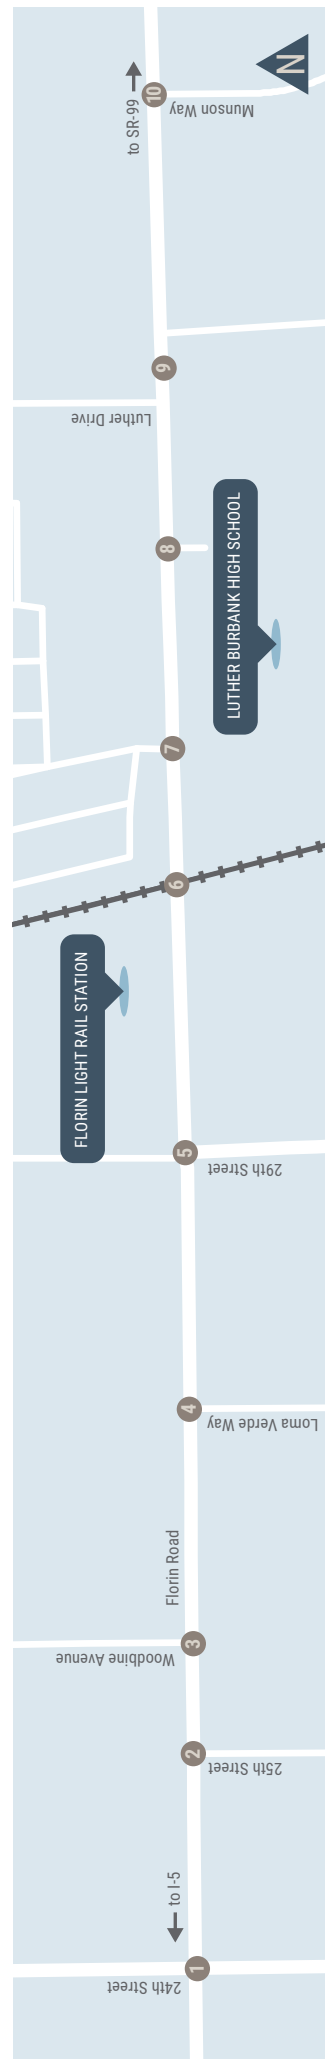 N
10
Munson Way
to SR-99
9
Luther Drive
8
LUTHER BURBANK HIGH SCHOOL
7
6
FLORIN LIGHT RAIL STATION
5
29th Street
4
Loma Verde Way
Florin Road
3
Woodbine Avenue
2
25th Street
to I-5
1
24th Street